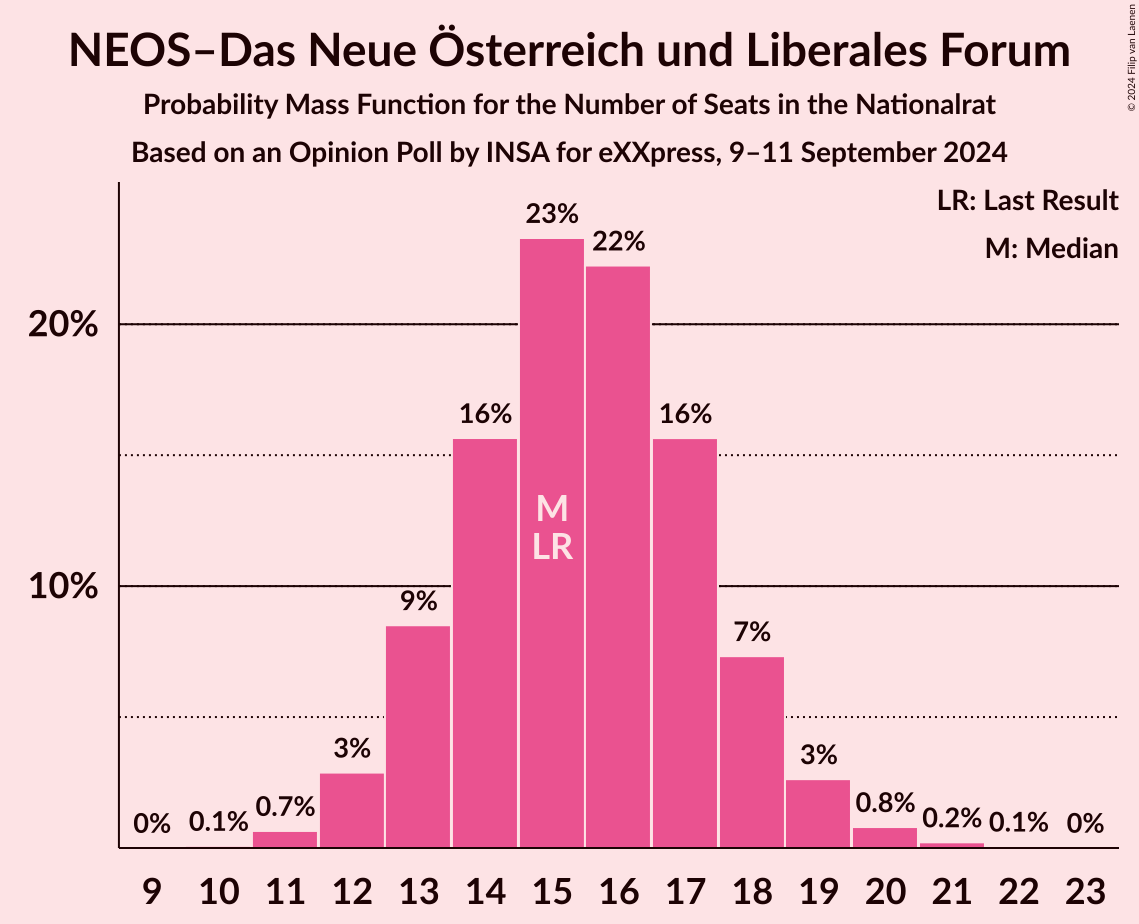 NEOS–Das Neue Österreich und Liberales Forum
Probability Mass Function for the Number of Seats in the Nationalrat
Based on an Opinion Poll by INSA for eXXpress, 9–11 September 2024
© 2024 Filip van Laenen
LR: Last Result
M: Median
20%
10%
0%
0.1%
0.7%
3%
9%
16%
23%
22%
16%
7%
3%
0.8%
0.2%
0.1%
0%
M
LR
9 10 11 12 13 14 15 16 17 18 19 20 21 22 23